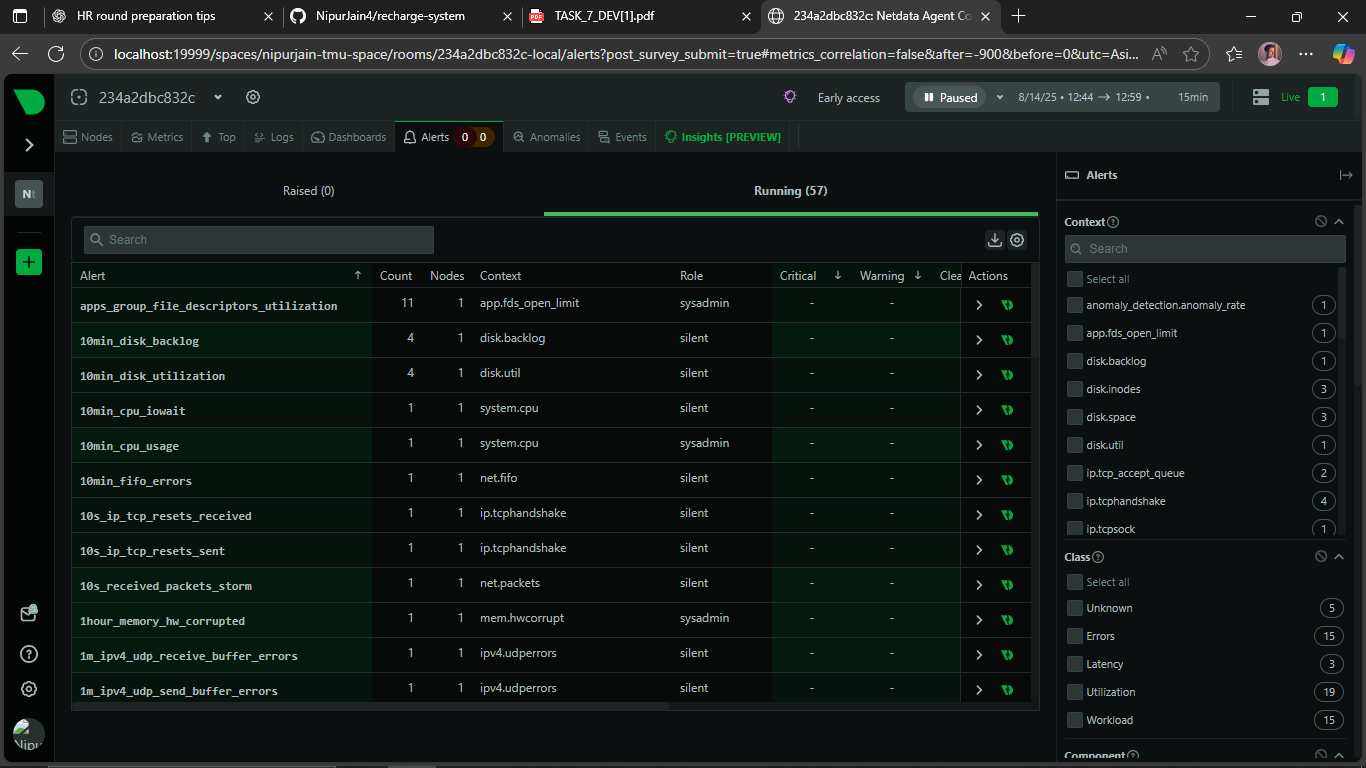 HR round preparation tips
NipurJain4/recharge-system
PDF
TASK_7_DEV[1].pdf
234a2dbc832c: Netdata Agent Co
localhost:19999/spaces/nipurjain-tmu-space/rooms/234a2dbc832c-local/alerts?post_survey_submit=true#metrics_correlation=false&after=-900&before=0&utc=Asi...
234a2dbc832c
Early access
Paused
8/14/25 • 12:44 → 12:59 •
15min
Live
1
Nodes
Metrics
Top
Logs
Dashboards
Alerts 0 0
Anomalies
Events
Insights [PREVIEW]
Nt
Raised (0)
Running (57)
Search
Alert ↑ Count Nodes Context Role Critical ↓ Warning ↓ Clea Actions
apps_group_file_descriptors_utilization 11 1 app.fds_open_limit sysadmin - -
10min_disk_backlog 4 1 disk.backlog silent - -
10min_disk_utilization 4 1 disk.util silent - -
10min_cpu_iowait 1 1 system.cpu silent - -
10min_cpu_usage 1 1 system.cpu sysadmin - -
10min_fifo_errors 1 1 net.fifo silent - -
10s_ip_tcp_resets_received 1 1 ip.tcphandshake silent - -
10s_ip_tcp_resets_sent 1 1 ip.tcphandshake silent - -
10s_received_packets_storm 1 1 net.packets silent - -
1hour_memory_hw_corrupted 1 1 mem.hwcorrupt sysadmin - -
1m_ipv4_udp_receive_buffer_errors 1 1 ipv4.udperrors silent - -
1m_ipv4_udp_send_buffer_errors 1 1 ipv4.udperrors silent - -
Alerts
Context
Search
Select all
anomaly_detection.anomaly_rate 1
app.fds_open_limit 1
disk.backlog 1
disk.inodes 3
disk.space 3
disk.util 1
ip.tcp_accept_queue 2
ip.tcphandshake 4
ip.tcpsock 1
Class
Select all
Unknown 5
Errors 15
Latency 3
Utilization 19
Workload 15
Component
Nipu